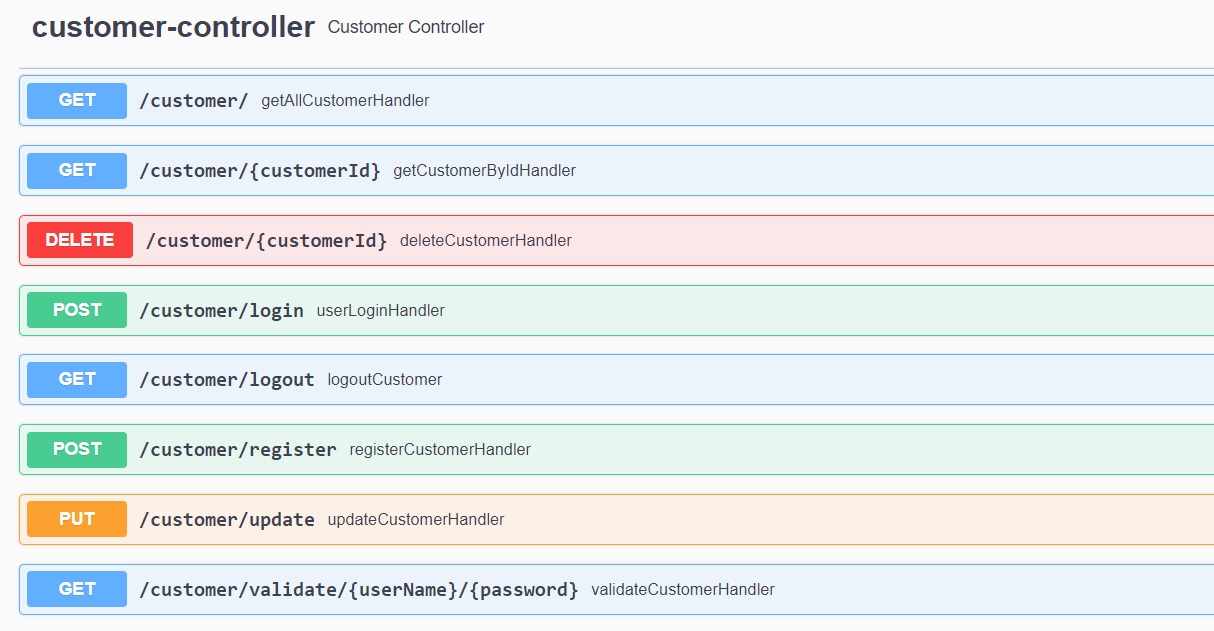 customer-controller Customer Controller
GET /customer/ getAllCustomerHandler
GET /customer/{customerId} getCustomerByIdHandler
DELETE /customer/{customerId} deleteCustomerHandler
POST /customer/login userLoginHandler
GET /customer/logout logoutCustomer
POST /customer/register registerCustomerHandler
PUT /customer/update updateCustomerHandler
GET /customer/validate/{userName}/{password} validateCustomerHandler